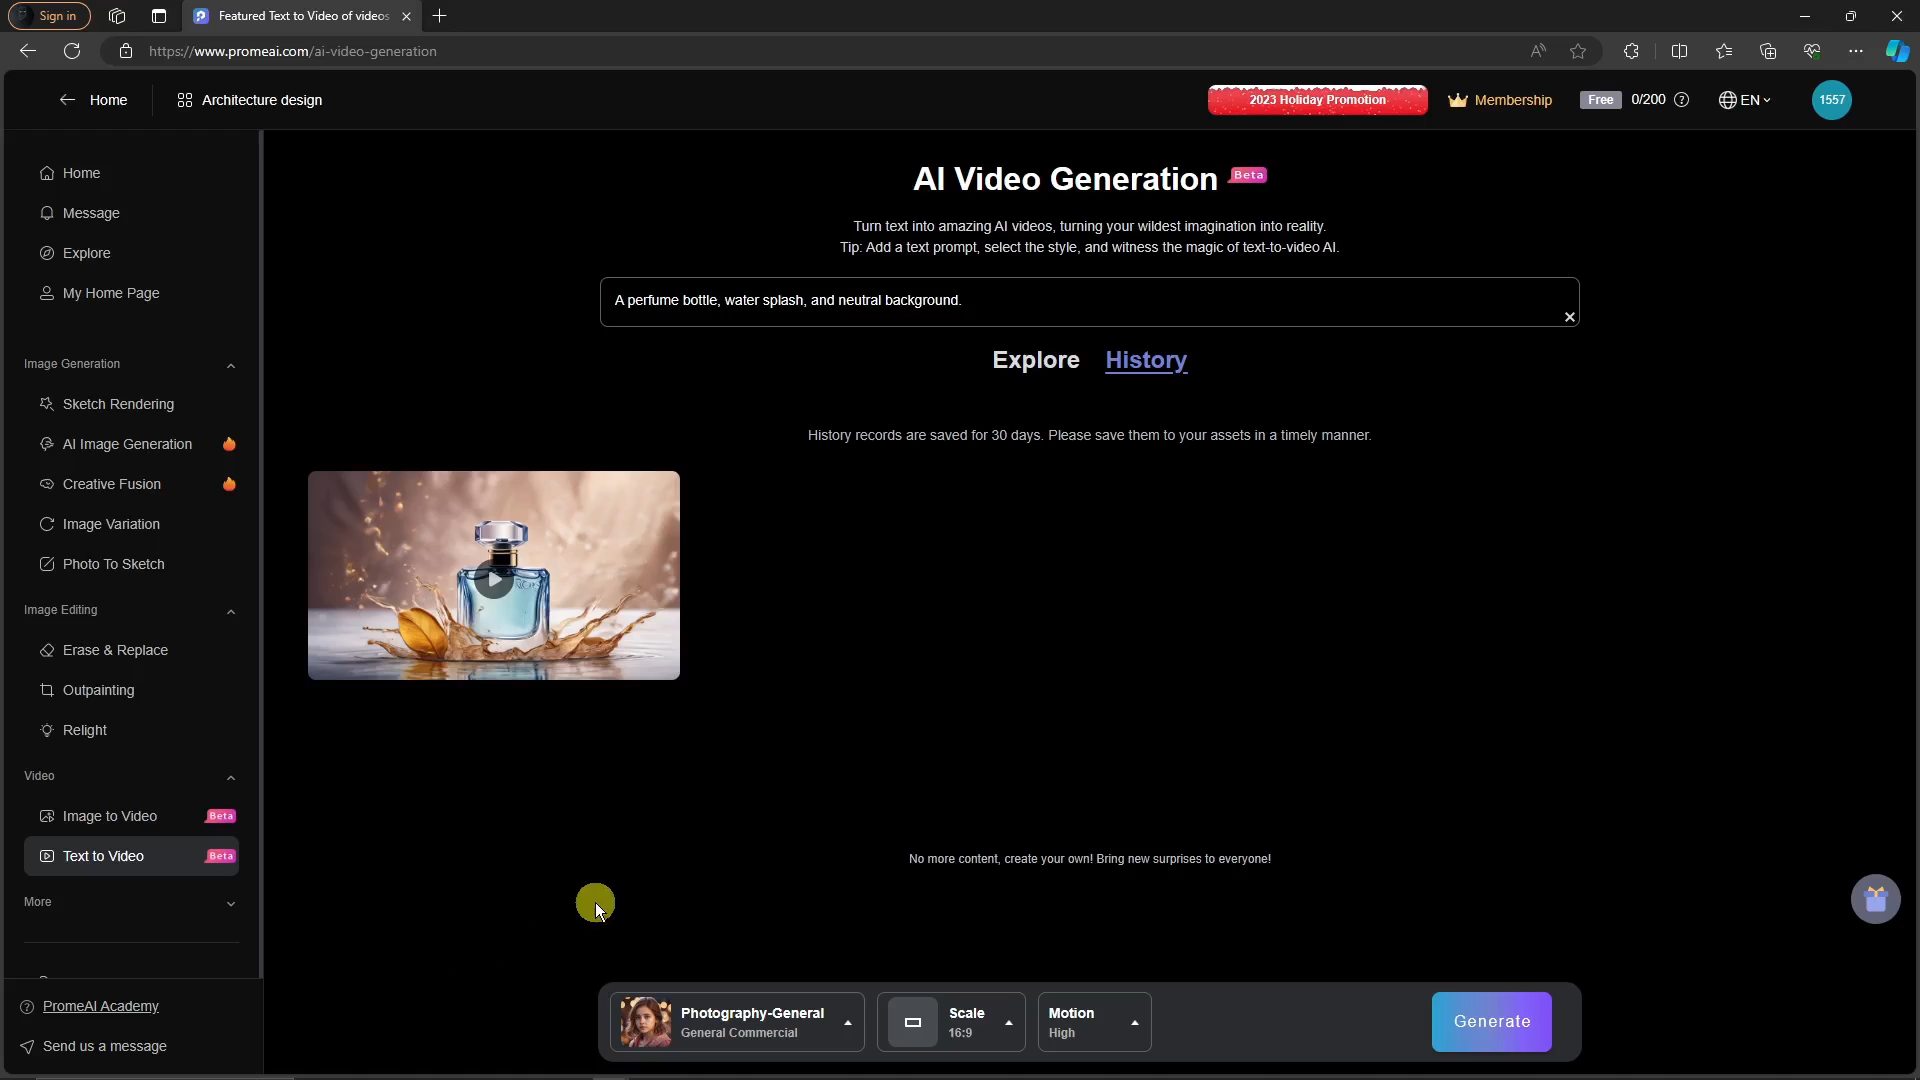 Sign in
Featured Text to Video of videos
https://www.promeai.com/ai-video-generation
Home
Architecture design
2023 Holiday Promotion
Membership
Free
0/200
EN
1557
Home
Message
Explore
My Home Page
Image Generation
Sketch Rendering
AI Image Generation
Creative Fusion
Image Variation
Photo To Sketch
Image Editing
Erase & Replace
Outpainting
Relight
Video
Image to Video Beta
Text to Video Beta
More
PromeAI Academy
Send us a message
AI Video Generation Beta
Turn text into amazing AI videos, turning your wildest imagination into reality.
Tip: Add a text prompt, select the style, and witness the magic of text-to-video AI.
A perfume bottle, water splash, and neutral background.
Explore History
History records are saved for 30 days. Please save them to your assets in a timely manner.
No more content, create your own! Bring new surprises to everyone!
Photography-General
General Commercial
Scale
16:9
Motion
High
Generate